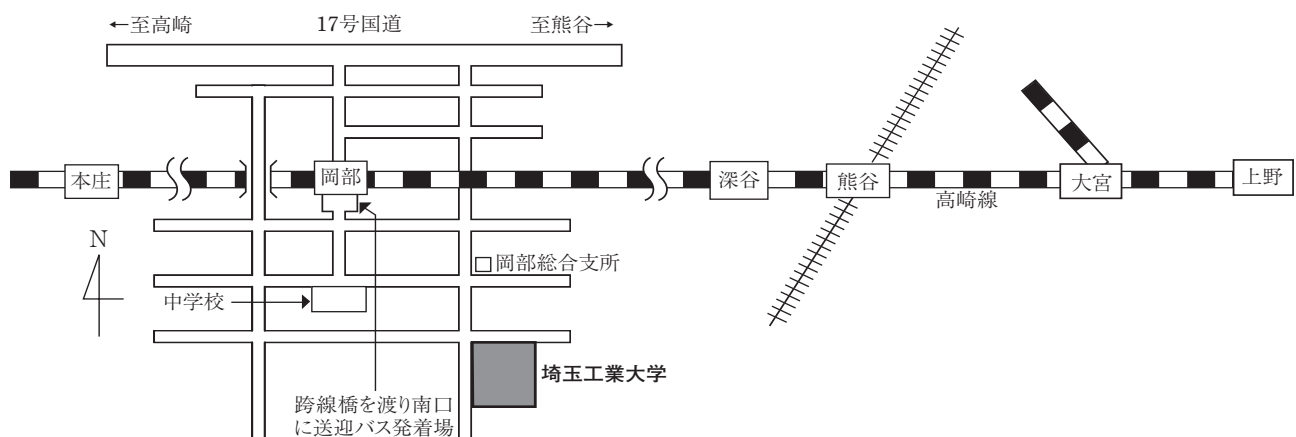 ←至高崎
17号国道
至熊谷→
本庄
岡部
深谷
熊谷
大宮
上野
高崎線
N
岡部総合支所
中学校
埼玉工業大学
跨線橋を渡り南口
に送迎バス発着場